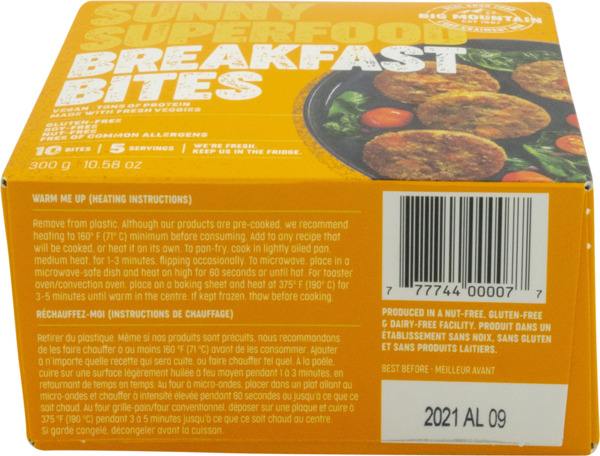 SUNNY
SUPERFOOD
BREAKFAST
BITES
REAL GOOD FOOD
BIG MOUNTAIN
EST 1987
VEGAN · TONS OF PROTEIN
MADE WITH FRESH VEGGIES
GLUTEN-FREE
SOY-FREE
NUT-FREE
FREE OF COMMON ALLERGENS
10 BITES | 5 SERVINGS | WE'RE FRESH. KEEP US IN THE FRIDGE.
300 g | 10.58 oz
WARM ME UP (HEATING INSTRUCTIONS)
Remove from plastic. Although our products are pre-cooked, we recommend
heating to 160° F (71° C) minimum before consuming. Add to any recipe that
will be cooked, or heat it on its own. To pan-fry, cook in lightly oiled pan,
medium heat, for 1-3 minutes, flipping occasionally. To microwave, place in a
microwave-safe dish and heat on high for 60 seconds or until hot. For toaster
oven/convection oven, place on a baking sheet and heat at 375° F (190° C) for
3-5 minutes until warm in the centre. If kept frozen, thaw before cooking.
RÉCHAUFFEZ-MOI (INSTRUCTIONS DE CHAUFFAGE)
Retirer du plastique. Même si nos produits sont précuits, nous recommandons
de les faire chauffer à au moins 160 °F (71 °C) avant de les consommer. Ajouter
à n'importe quelle recette qui sera cuite, ou faire chauffer tel quel. À la poêle,
cuire sur une surface légèrement huilée à feu moyen pendant 1 à 3 minutes, en
retournant de temps en temps. Au four à micro-ondes, placer dans un plat allant au
micro-ondes et chauffer à intensité élevée pendant 60 secondes ou jusqu'à ce que ce
soit chaud. Au four grille-pain/four conventionnel, déposer sur une plaque et cuire à
375 °F (190 °C) pendant 3 à 5 minutes jusqu'à ce que ce soit chaud au centre.
Si garde congelé, décongeler avant la cuisson.
7 77744 00007 7
PRODUCED IN A NUT-FREE, GLUTEN-FREE
& DAIRY-FREE FACILITY. PRODUIT DANS UN
ÉTABLISSEMENT SANS NOIX, SANS GLUTEN
ET SANS PRODUITS LAITIERS.
BEST BEFORE · MEILLEUR AVANT
2021 AL 09